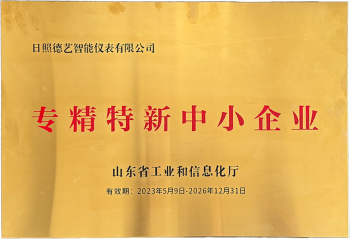 日照德艺智能仪表有限公司
专精特新中小企业
山东省工业和信息化厅
有效期：2023年5月9日-2026年12月31日